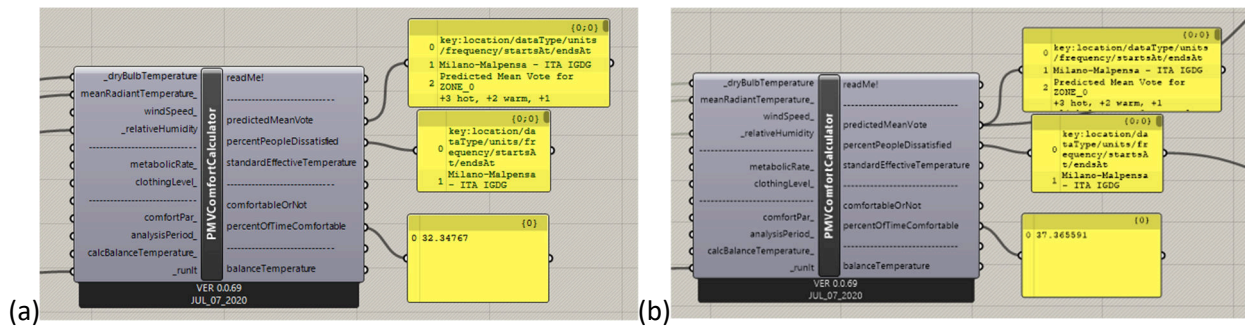 (a)
_dryBulbTemperature
meanRadiantTemperature_
windSpeed_
_relativeHumidity
metabolicRate_
clothingLevel_
comfortPar_
analysisPeriod_
calcBalanceTemperature_
_runIt
PMVComfortCalculator
readMe!
predictedMeanVote
percentPeopleDissatisfied
standardEffectiveTemperature
comfortableOrNot
percentOfTimeComfortable
balanceTemperature
VER 0.0.69
JUL_07_2020
{0;0}
0 key:location/dataType/units
/frequency/startsAt/endsAt
1 Milano-Malpensa - ITA IGDG
2 Predicted Mean Vote for
ZONE_0
+3 hot, +2 warm, +1
{0;0}
0 key:location/da
taType/units/fr
equency/startsA
t/endsAt
1 Milano-Malpensa
- ITA IGDG
{0}
0 32.34767
(b)
_dryBulbTemperature
meanRadiantTemperature_
windSpeed_
_relativeHumidity
metabolicRate_
clothingLevel_
comfortPar_
analysisPeriod_
calcBalanceTemperature_
_runIt
PMVComfortCalculator
readMe!
predictedMeanVote
percentPeopleDissatisfied
standardEffectiveTemperature
comfortableOrNot
percentOfTimeComfortable
balanceTemperature
VER 0.0.69
JUL_07_2020
{0;0}
0 key:location/dataType/units
/frequency/startsAt/endsAt
1 Milano-Malpensa - ITA IGDG
2 Predicted Mean Vote for
ZONE_0
+3 hot, +2 warm, +1
{0;0}
0 key:location/da
taType/units/fr
equency/startsA
t/endsAt
1 Milano-Malpensa
- ITA IGDG
{0}
0 37.365591